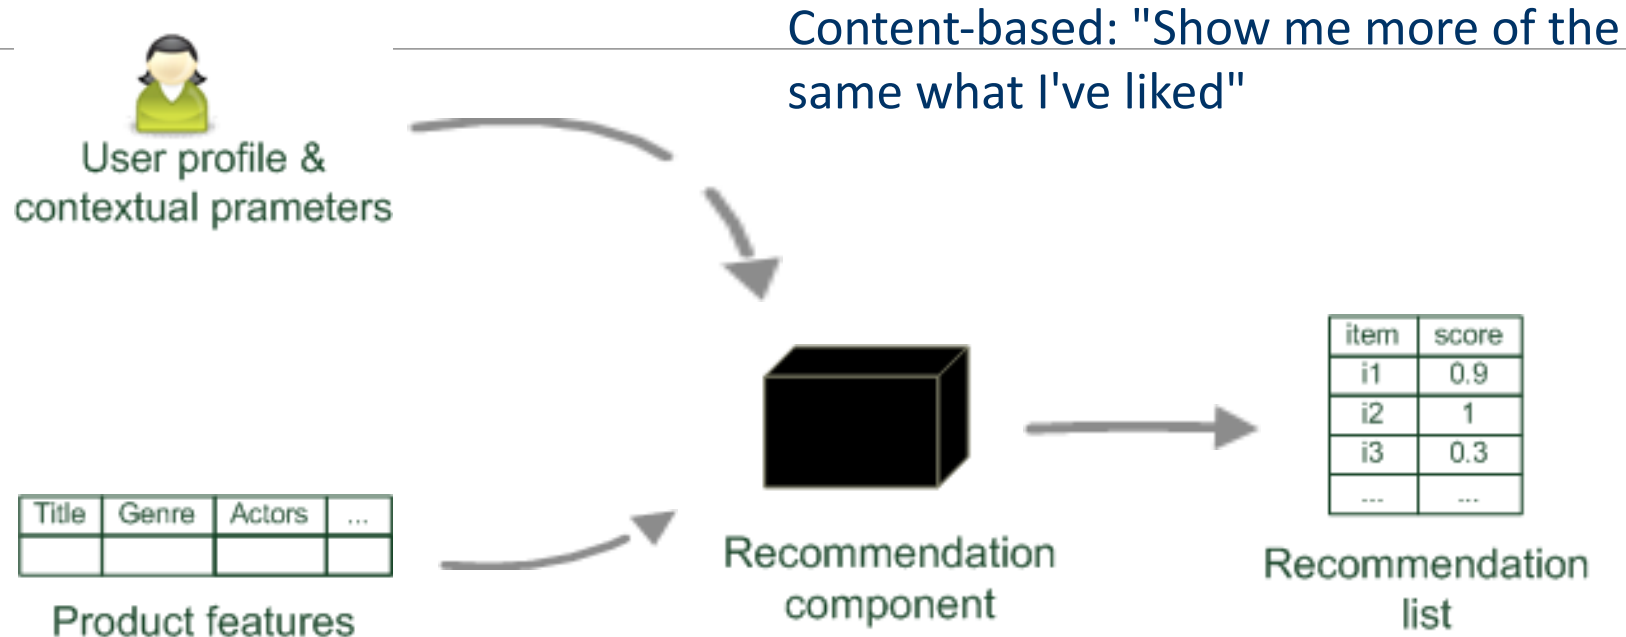 Content-based: "Show me more of the
same what I've liked"
User profile &
contextual prameters
item score
i1 0.9
i2 1
i3 0.3
... ...
Title Genre Actors ...
Product features
Recommendation
component
Recommendation
list